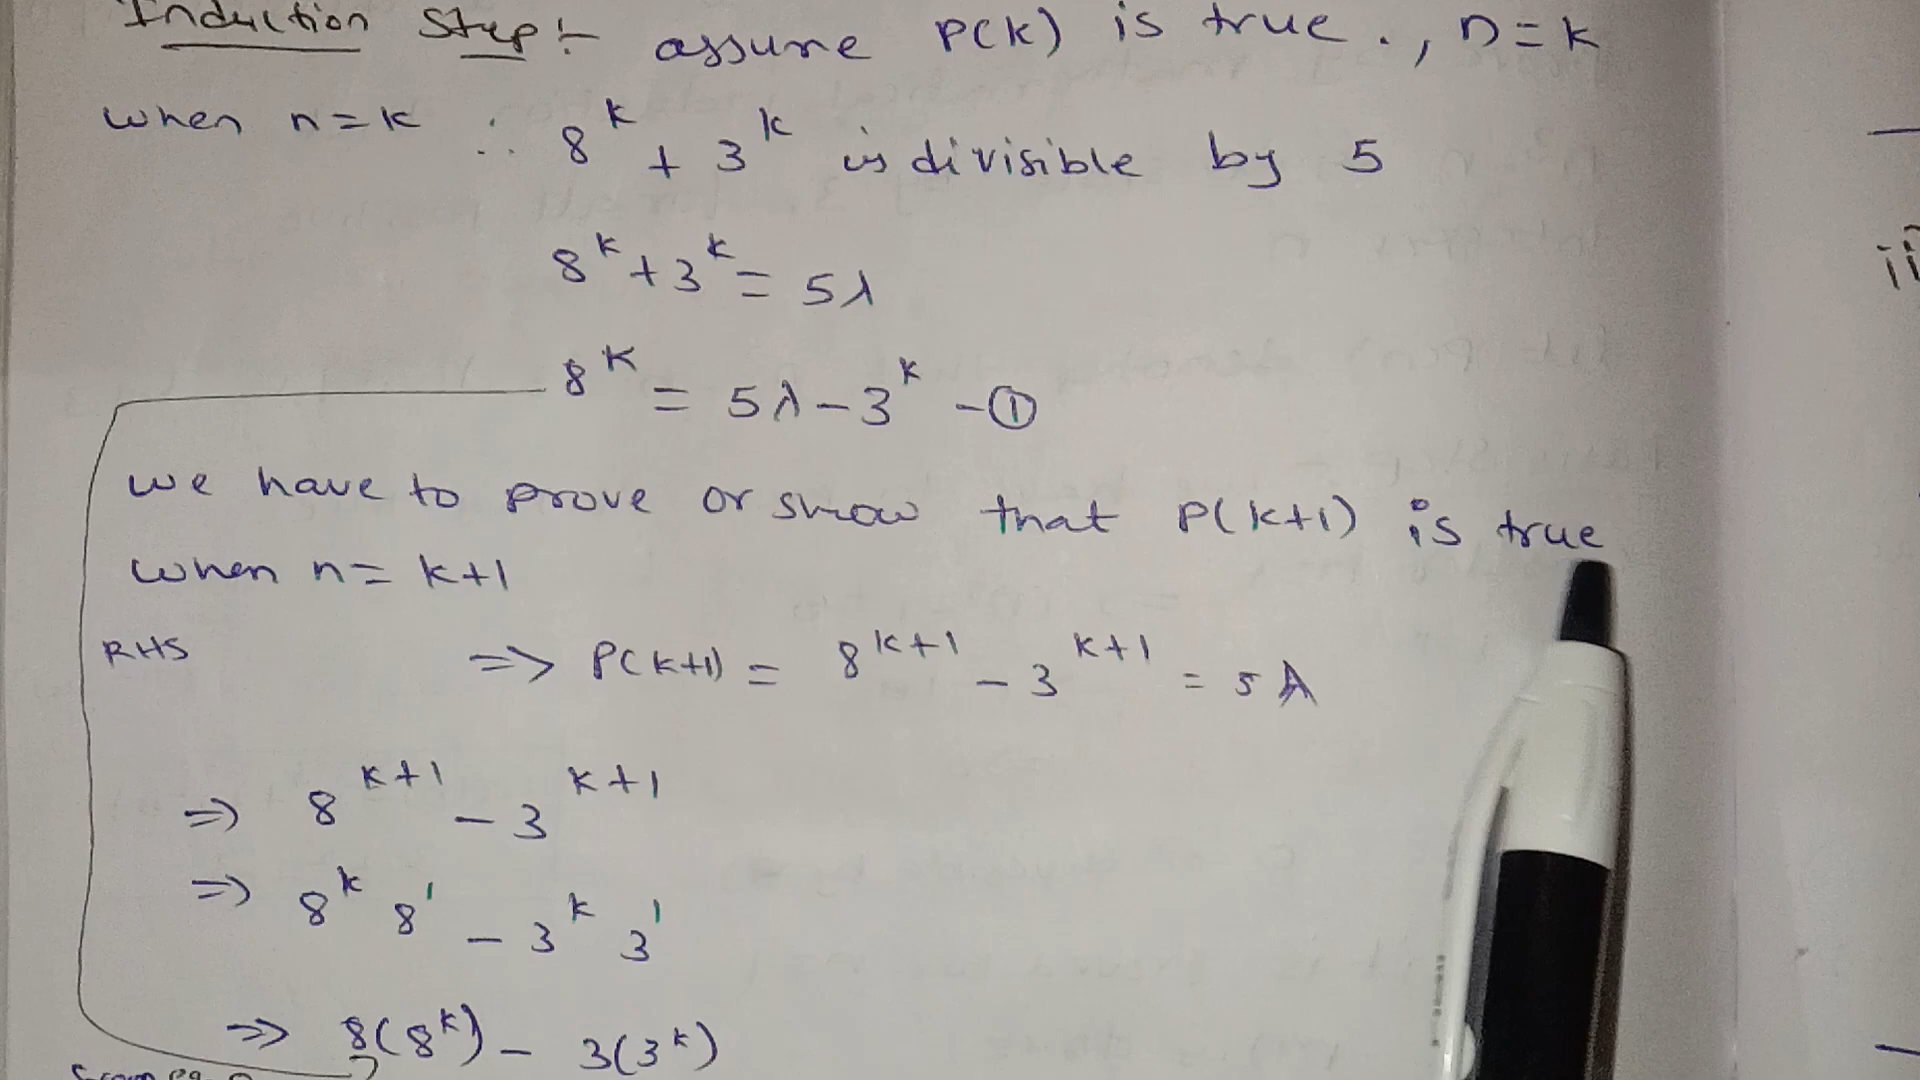 Induction Step:- assume P(k) is true., n=k
when n=k ∴ 8^k + 3^k is divisible by 5
8^k + 3^k = 5λ
8^k = 5λ - 3^k - ①
we have to prove or show that P(k+1) is true
when n= k+1
RHS => P(k+1) = 8^{k+1} - 3^{k+1} = 5λ
=> 8^{k+1} - 3^{k+1}
=> 8^k 8^1 - 3^k 3^1
=> 8(8^k) - 3(3^k)
ii